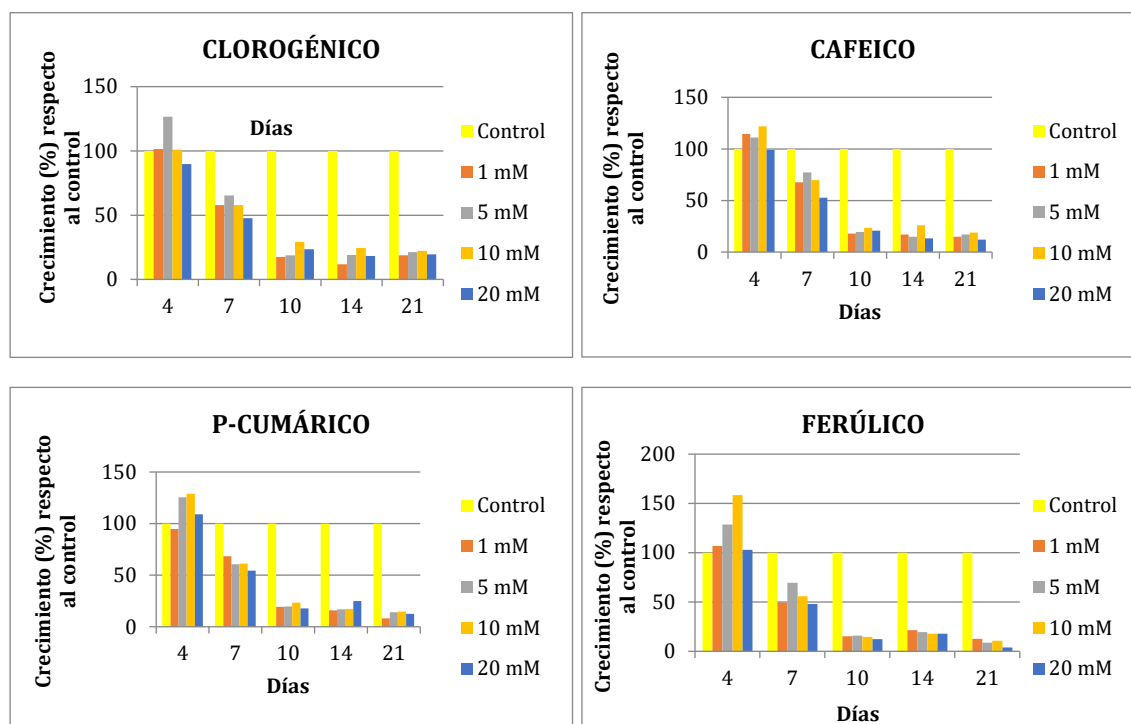 CLOROGÉNICO
Crecimiento (%) respecto
al control
150
100
50
0
Días
4 7 10 14 21
Control
1 mM
5 mM
10 mM
20 mM
CAFEICO
Crecimiento (%) respecto
al control
150
100
50
0
4 7 10 14 21
Días
Control
1 mM
5 mM
10 mM
20 mM
P-CUMÁRICO
Crecimiento (%) respecto
al control
150
100
50
0
4 7 10 14 21
Días
Control
1 mM
5 mM
10 mM
20 mM
FERÚLICO
Crecimiento (%) respecto
al control
200
150
100
50
0
4 7 10 14 21
Días
Control
1 mM
5 mM
10 mM
20 mM